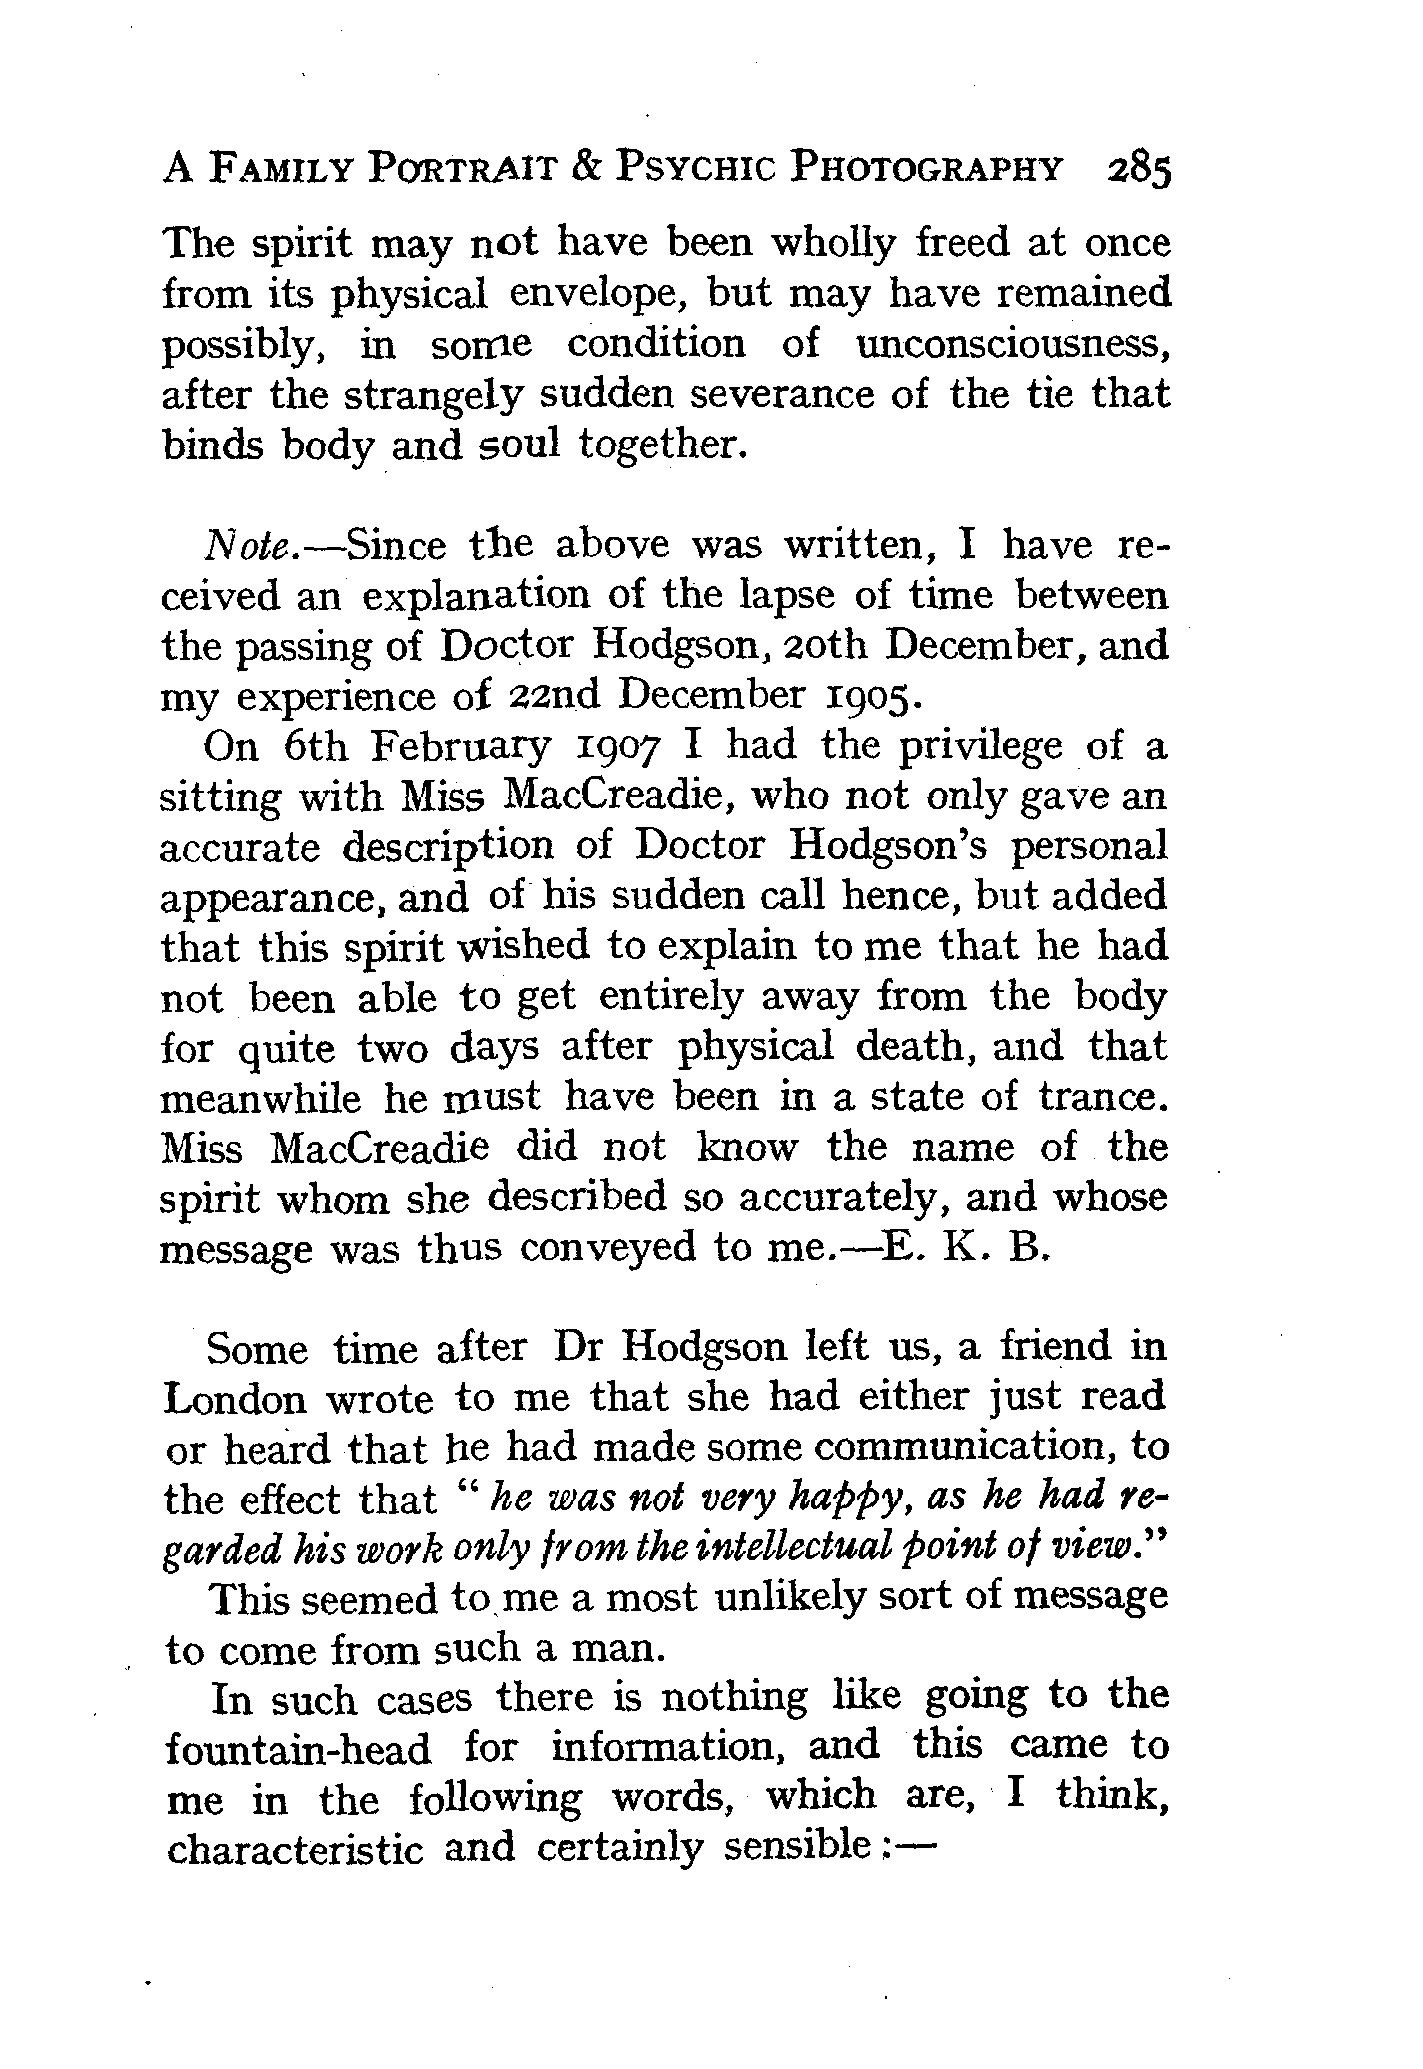 A FAMILY PORTRAIT & PSYCHIC PHOTOGRAPHY 285
The spirit may not have been wholly freed at once
from its physical envelope, but may have remained
possibly, in some condition of unconsciousness,
after the strangely sudden severance of the tie that
binds body and soul together.
Note.—Since the above was written, I have re-
ceived an explanation of the lapse of time between
the passing of Doctor Hodgson, 20th December, and
my experience of 22nd December 1905.
On 6th February 1907 I had the privilege of a
sitting with Miss MacCreadie, who not only gave an
accurate description of Doctor Hodgson's personal
appearance, and of his sudden call hence, but added
that this spirit wished to explain to me that he had
not been able to get entirely away from the body
for quite two days after physical death, and that
meanwhile he must have been in a state of trance.
Miss MacCreadie did not know the name of the
spirit whom she described so accurately, and whose
message was thus conveyed to me.—E. K. B.
Some time after Dr Hodgson left us, a friend in
London wrote to me that she had either just read
or heard that he had made some communication, to
the effect that “ he was not very happy, as he had re-
garded his work only from the intellectual point of view.”
This seemed to me a most unlikely sort of message
to come from such a man.
In such cases there is nothing like going to the
fountain-head for information, and this came to
me in the following words, which are, I think,
characteristic and certainly sensible :—